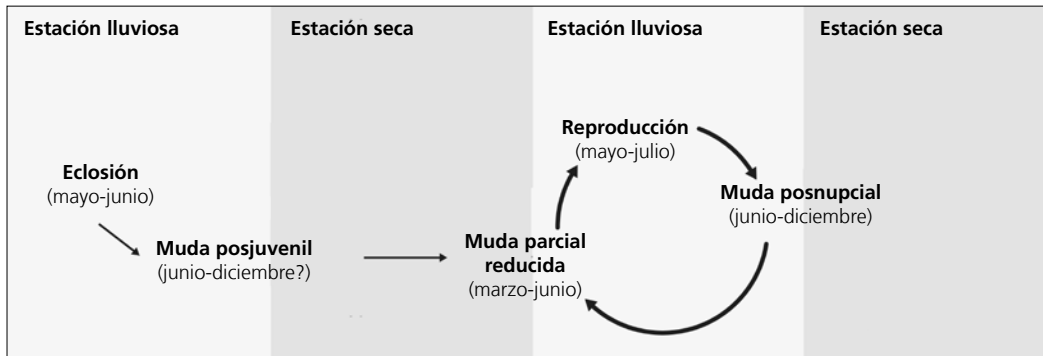 Estación lluviosa
Estación seca
Estación lluviosa
Estación seca
Reproducción
(mayo-julio)
Eclosión
(mayo-junio)
Muda posnupcial
(junio-diciembre)
Muda posjuvenil
(junio-diciembre?)
Muda parcial
reducida
(marzo-junio)